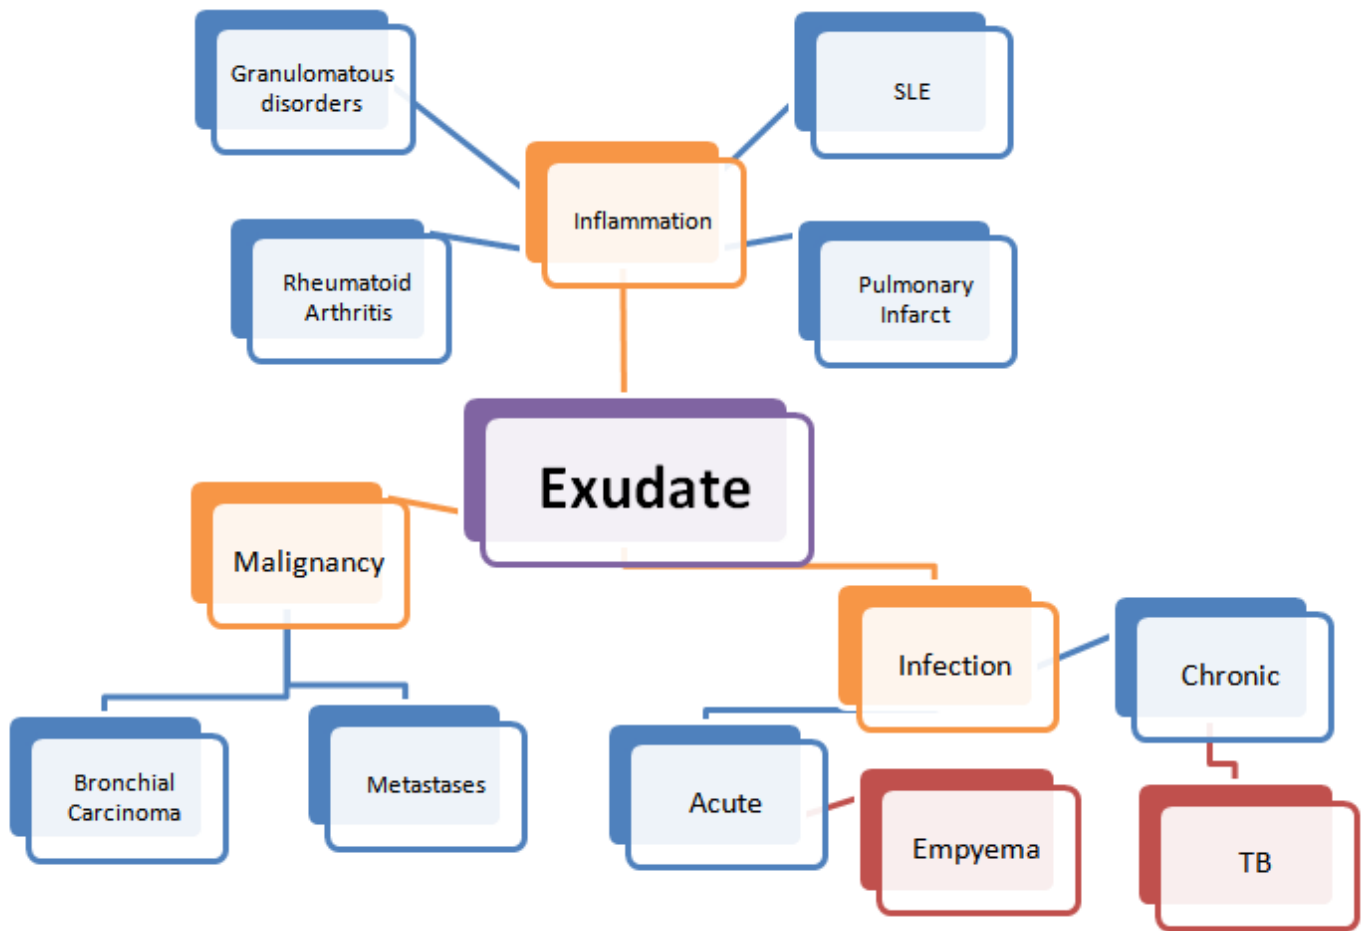 Granulomatous
disorders
SLE
Inflammation
Rheumatoid
Arthritis
Pulmonary
Infarct
Exudate
Malignancy
Infection
Chronic
Bronchial
Carcinoma
Metastases
Acute
Empyema
TB